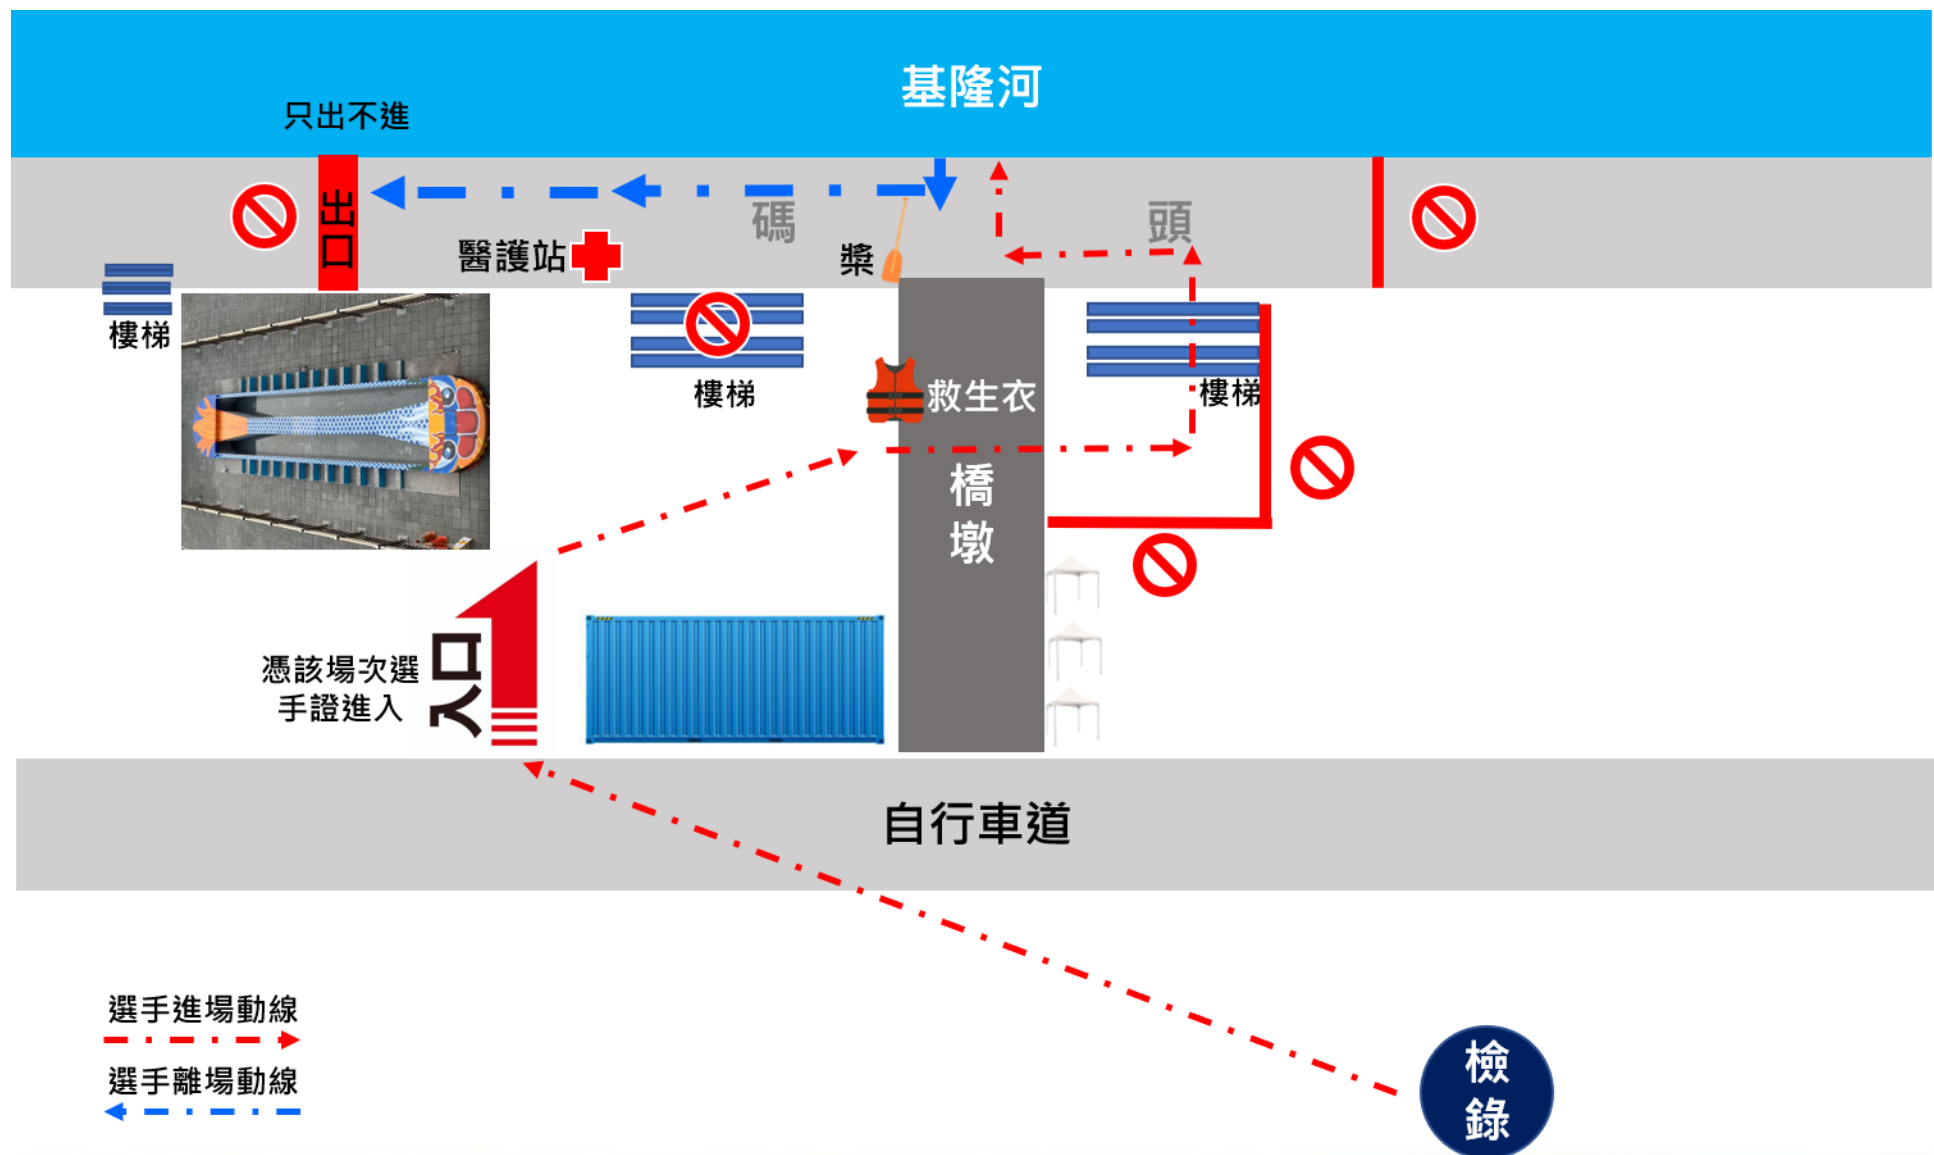 基隆河
只出不進
出口
碼頭
醫護站
槳
樓梯
樓梯
樓梯
救生衣
橋墩
入口
憑該場次選
手證進入
自行車道
選手進場動線
選手離場動線
檢錄